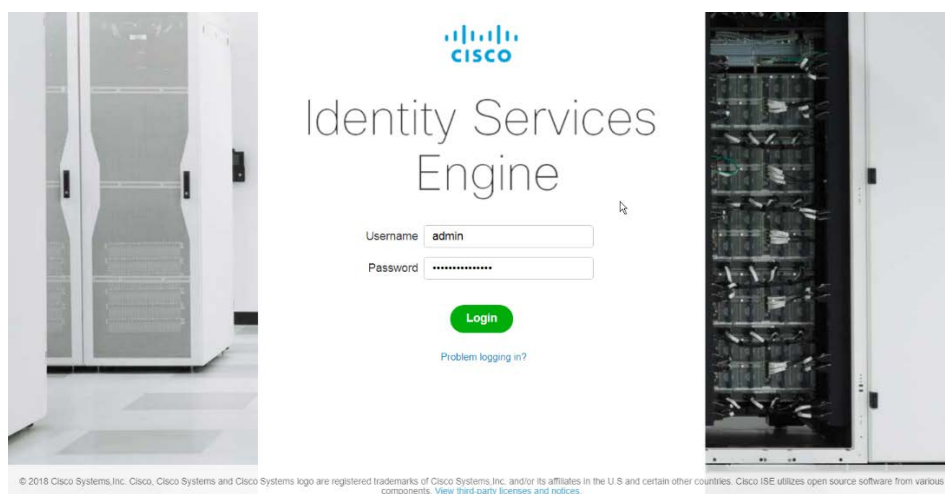 CISCO
Identity Services
Engine
Username admin
Password •••••••••••••••
Login
Problem logging in?
© 2018 Cisco Systems,Inc. Cisco, Cisco Systems and Cisco Systems logo are registered trademarks of Cisco Systems,Inc. and/or its affiliates in the U.S and certain other countries. Cisco ISE utilizes open source software from various
components. View third-party licenses and notices.